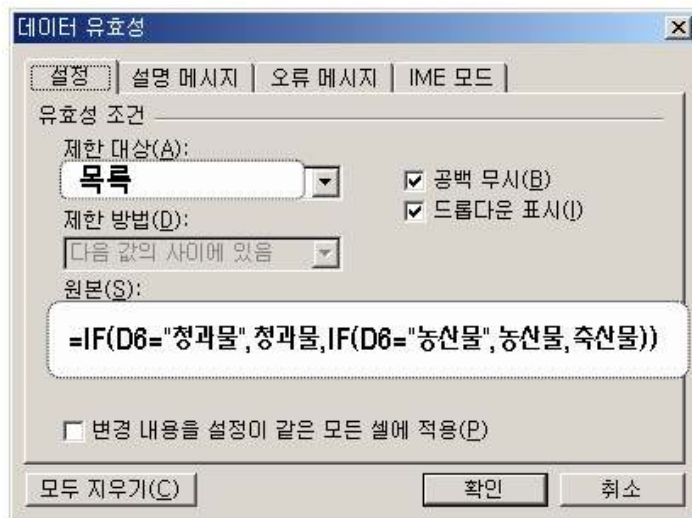 데이터 유효성
설정 설명 메시지 오류 메시지 IME 모드
유효성 조건
제한 대상(A):
목록
공백 무시(B)
드롭다운 표시(I)
제한 방법(D):
다음 값의 사이에 있음
원본(S):
=IF(D6="청과물",청과물,IF(D6="농산물",농산물,축산물))
변경 내용을 설정이 같은 모든 셀에 적용(P)
모두 지우기(C) 확인 취소